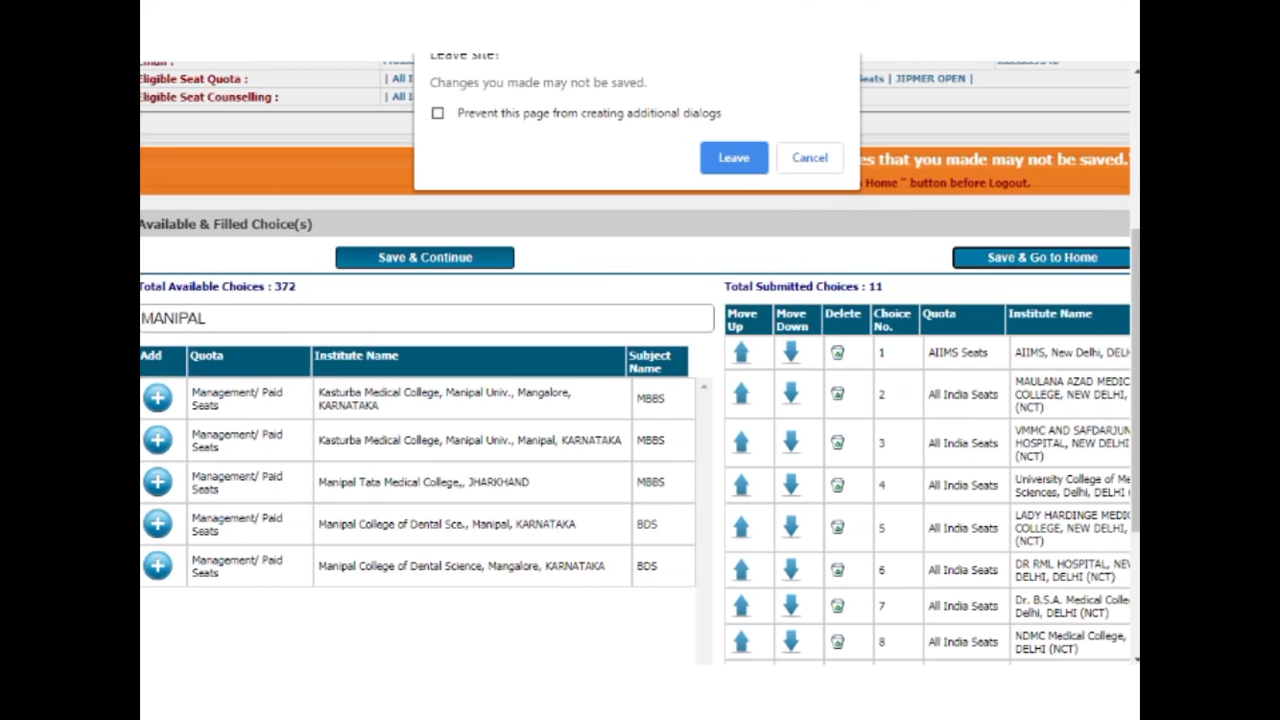 Leave site?
Changes you made may not be saved.
Prevent this page from creating additional dialogs
Leave Cancel
Eligible Seat Quota : | All I
eats | JIPMER OPEN |
Eligible Seat Counselling : | All I
es that you made may not be saved.
Home " button before Logout.
Available & Filled Choice(s)
Save & Continue
Save & Go to Home
Total Available Choices : 372
MANIPAL
Add Quota Institute Name Subject
Name
Management/ Paid
Seats
Kasturba Medical College, Manipal Univ., Mangalore,
KARNATAKA
MBBS
Management/ Paid
Seats
Kasturba Medical College, Manipal Univ., Manipal, KARNATAKA
MBBS
Management/ Paid
Seats
Manipal Tata Medical College,, JHARKHAND
MBBS
Management/ Paid
Seats
Manipal College of Dental Sce., Manipal, KARNATAKA
BDS
Management/ Paid
Seats
Manipal College of Dental Science, Mangalore, KARNATAKA
BDS
Total Submitted Choices : 11
Move
Up
Move
Down
Delete
Choice
No.
Quota
Institute Name
1 AIIMS Seats AIIMS, New Delhi, DELH
2 All India Seats
MAULANA AZAD MEDIC
COLLEGE, NEW DELHI,
(NCT)
3 All India Seats
VMMC AND SAFDARJUN
HOSPITAL, NEW DELHI
(NCT)
4 All India Seats
University College of Me
Sciences, Delhi, DELHI
5 All India Seats
LADY HARDINGE MEDIC
COLLEGE, NEW DELHI,
(NCT)
6 All India Seats
DR RML HOSPITAL, NEW
DELHI, DELHI (NCT)
7 All India Seats
Dr. B.S.A. Medical Colle
Delhi, DELHI (NCT)
8 All India Seats
NDMC Medical College,
DELHI (NCT)